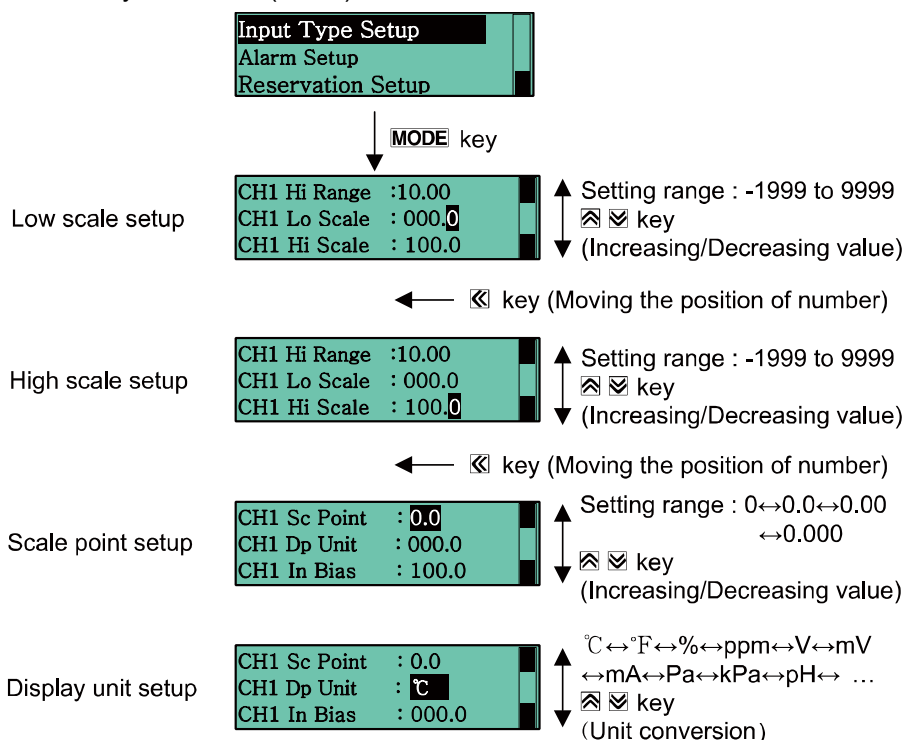 Input Type Setup
Alarm Setup
Reservation Setup
MODE key
Low scale setup
CH1 Hi Range :10.00
CH1 Lo Scale : 000.0
CH1 Hi Scale : 100.0
Setting range : -1999 to 9999
key
(Increasing/Decreasing value)
key (Moving the position of number)
High scale setup
CH1 Hi Range :10.00
CH1 Lo Scale : 000.0
CH1 Hi Scale : 100.0
Setting range : -1999 to 9999
key
(Increasing/Decreasing value)
key (Moving the position of number)
Scale point setup
CH1 Sc Point : 0.0
CH1 Dp Unit : 000.0
CH1 In Bias : 100.0
Setting range : 0↔0.0↔0.00
↔0.000
key
(Increasing/Decreasing value)
Display unit setup
CH1 Sc Point : 0.0
CH1 Dp Unit : ℃
CH1 In Bias : 000.0
℃↔°F↔%↔ppm↔V↔mV
↔mA↔Pa↔kPa↔pH↔ …
key
(Unit conversion)